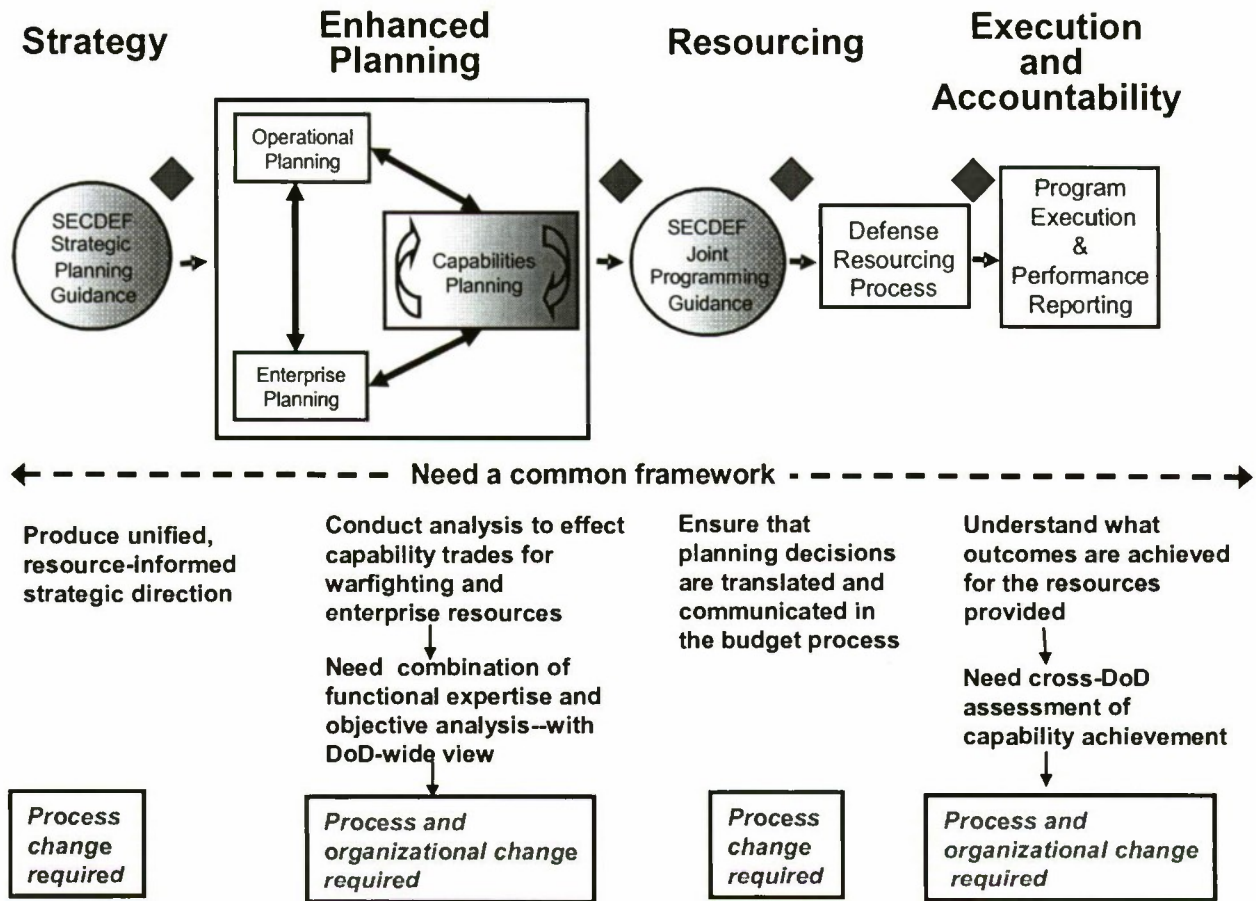 Strategy
Enhanced
Planning
Resourcing
Execution
and
Accountability
SECDEF
Strategic
Planning
Guidance
Operational
Planning
Capabilities
Planning
Enterprise
Planning
SECDEF
Joint
Programming
Guidance
Defense
Resourcing
Process
Program
Execution
&
Performance
Reporting
Need a common framework
Produce unified,
resource-informed
strategic direction
Conduct analysis to effect
capability trades for
warfighting and
enterprise resources
Need combination of
functional expertise and
objective analysis--with
DoD-wide view
Ensure that
planning decisions
are translated and
communicated in
the budget process
Understand what
outcomes are achieved
for the resources
provided
Need cross-DoD
assessment of
capability achievement
Process
change
required
Process and
organizational change
required
Process
change
required
Process and
organizational change
required